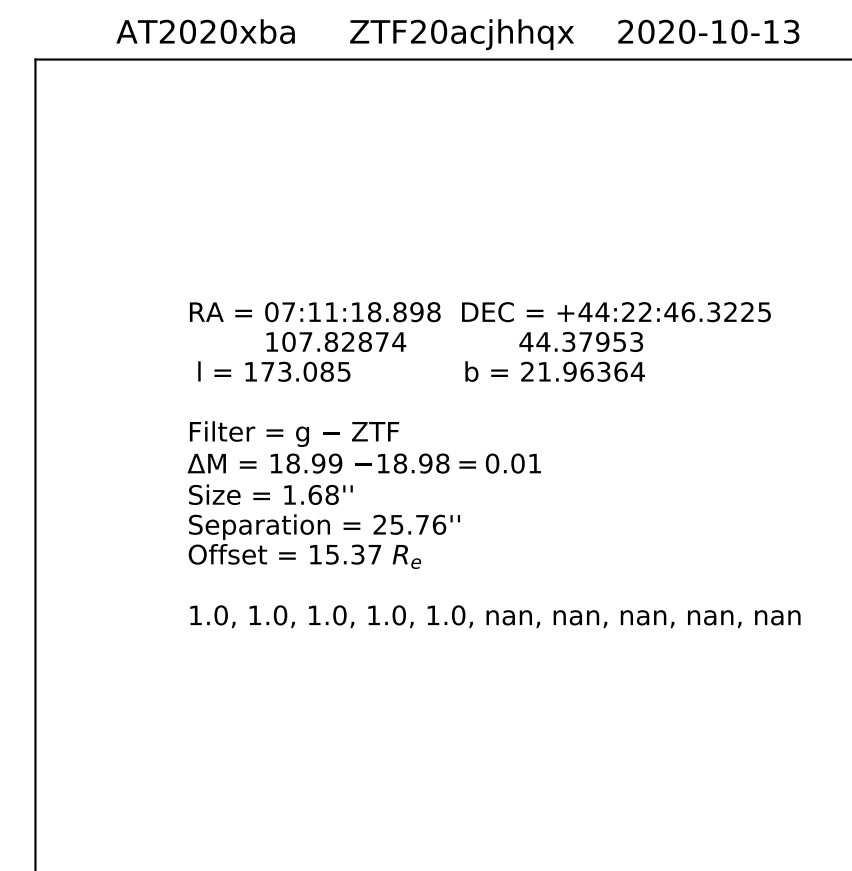 AT2020xba ZTF20acjhhqx 2020-10-13
RA = 07:11:18.898 DEC = +44:22:46.3225
107.82874 44.37953
l = 173.085 b = 21.96364
Filter = g − ZTF
ΔM = 18.99 −18.98 = 0.01
Size = 1.68''
Separation = 25.76''
Offset = 15.37 Rₑ
1.0, 1.0, 1.0, 1.0, 1.0, nan, nan, nan, nan, nan